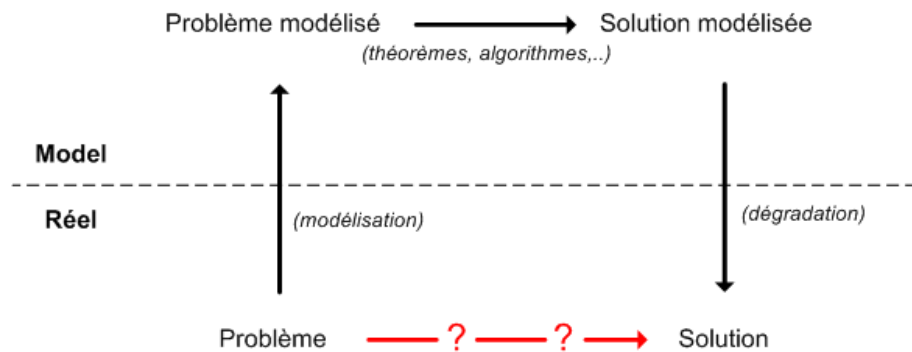 Problème modélisé
Solution modélisée
(théorèmes, algorithmes,..)
Model
Réel
(modélisation)
(dégradation)
Problème
? ?
Solution